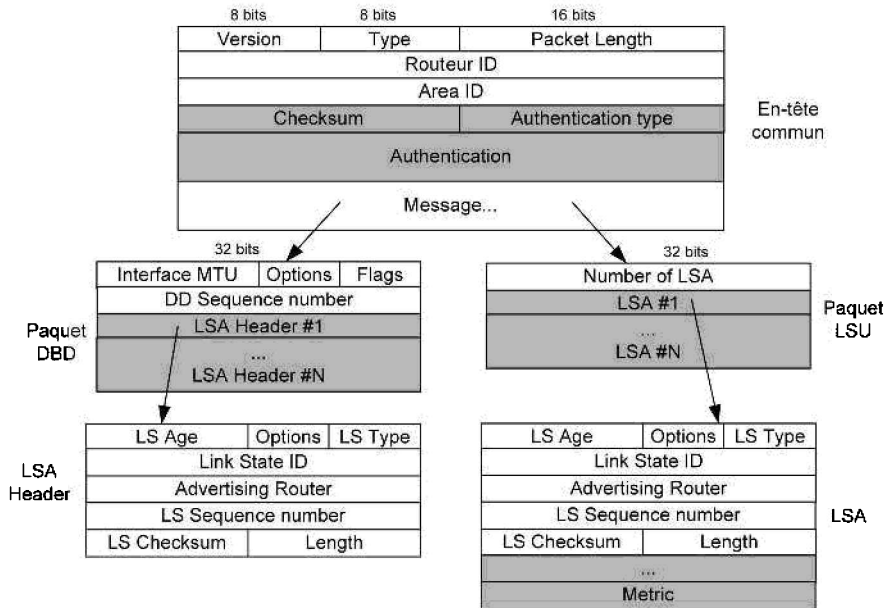 8 bits 8 bits 16 bits
Version Type Packet Length
Routeur ID
Area ID
Checksum Authentication type
En-tête
commun
Authentication
Message...
32 bits
Interface MTU Options Flags
DD Sequence number
LSA Header #1
...
LSA Header #N
Paquet
DBD
32 bits
Number of LSA
LSA #1
...
LSA #N
Paquet
LSU
LS Age Options LS Type
Link State ID
Advertising Router
LS Sequence number
LS Checksum Length
LSA
Header
LS Age Options LS Type
Link State ID
Advertising Router
LS Sequence number
LS Checksum Length
...
Metric
LSA